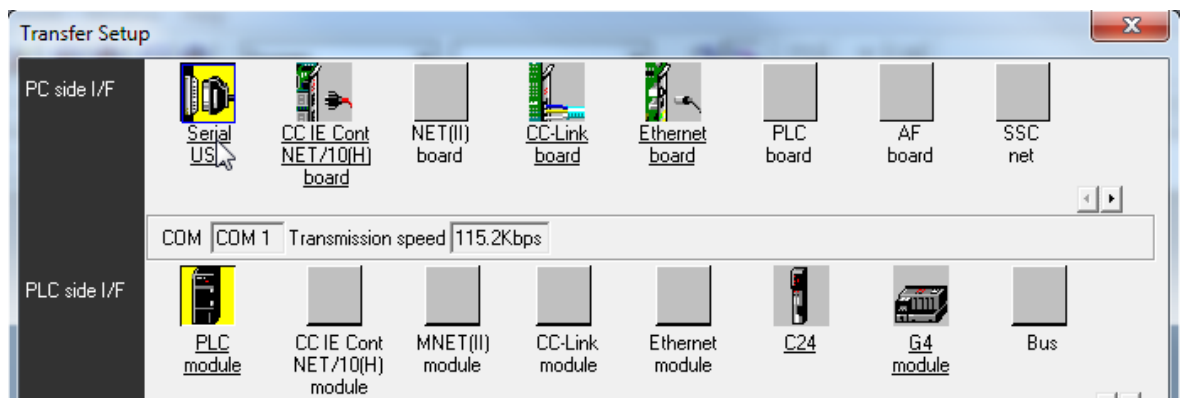 Transfer Setup
PC side I/F
Serial
USB
CC IE Cont
NET/10(H)
board
NET(II)
board
CC-Link
board
Ethernet
board
PLC
board
AF
board
SSC
net
COM COM 1 Transmission speed 115.2Kbps
PLC side I/F
PLC
module
CC IE Cont
NET/10(H)
module
MNET(II)
module
CC-Link
module
Ethernet
module
C24
G4
module
Bus